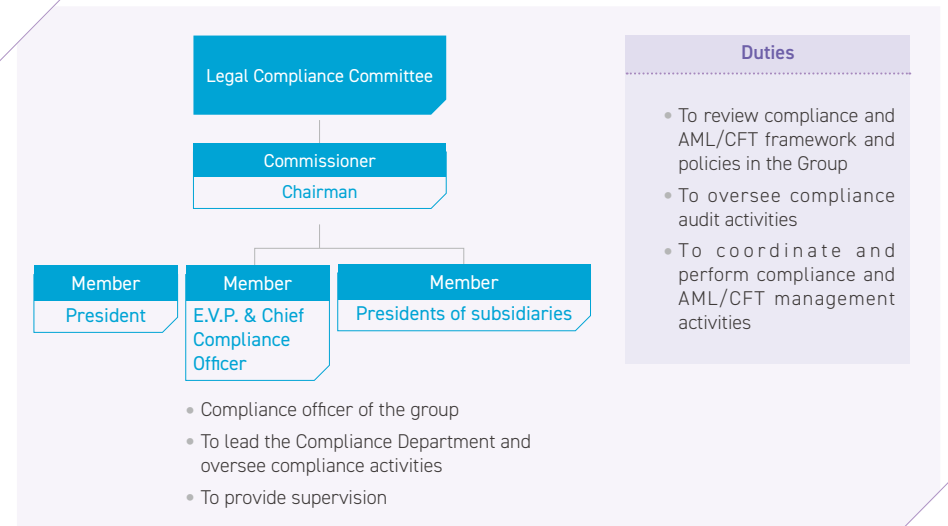 Legal Compliance Committee
Commissioner
Chairman
Member
President
Member
E.V.P. & Chief
Compliance
Officer
Member
Presidents of subsidiaries
• Compliance officer of the group
• To lead the Compliance Department and
oversee compliance activities
• To provide supervision
Duties
• To review compliance and
AML/CFT framework and
policies in the Group
• To oversee compliance
audit activities
• To coordinate and
perform compliance and
AML/CFT management
activities